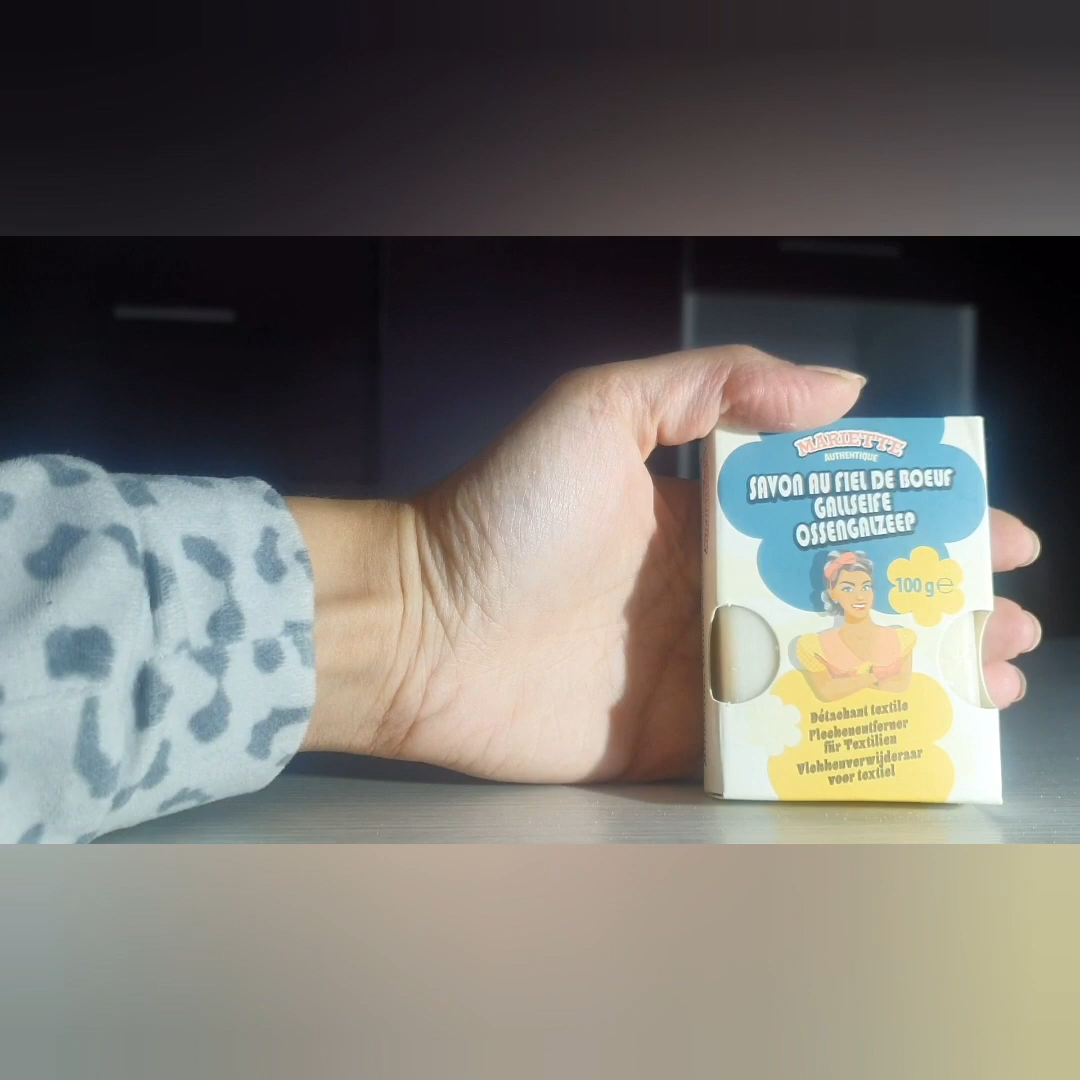 MARIETTE
AUTHENTIQUE
SAVON AU FIEL DE BOEUF
GALLSEIFE
OSSENGALZEEP
100 g ℮
Détachant textile
Fleckenentferner
für Textilien
Vlekkenverwijderaar
voor textiel